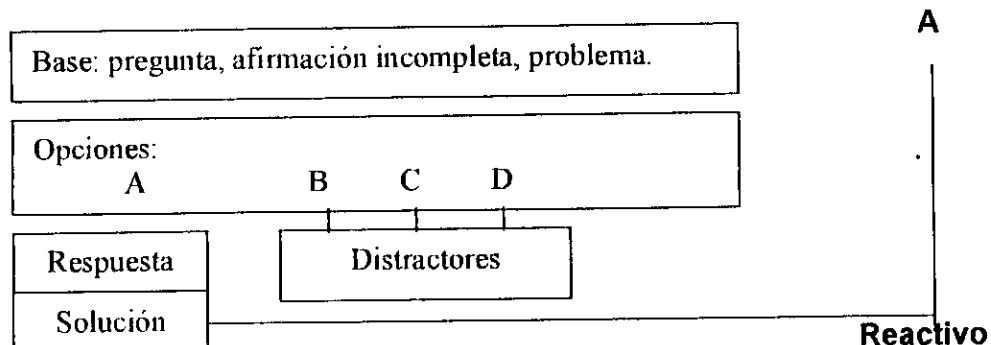 A
Base: pregunta, afirmación incompleta, problema.
Opciones:
A B C D
Respuesta
Distractores
Solución
Reactivo